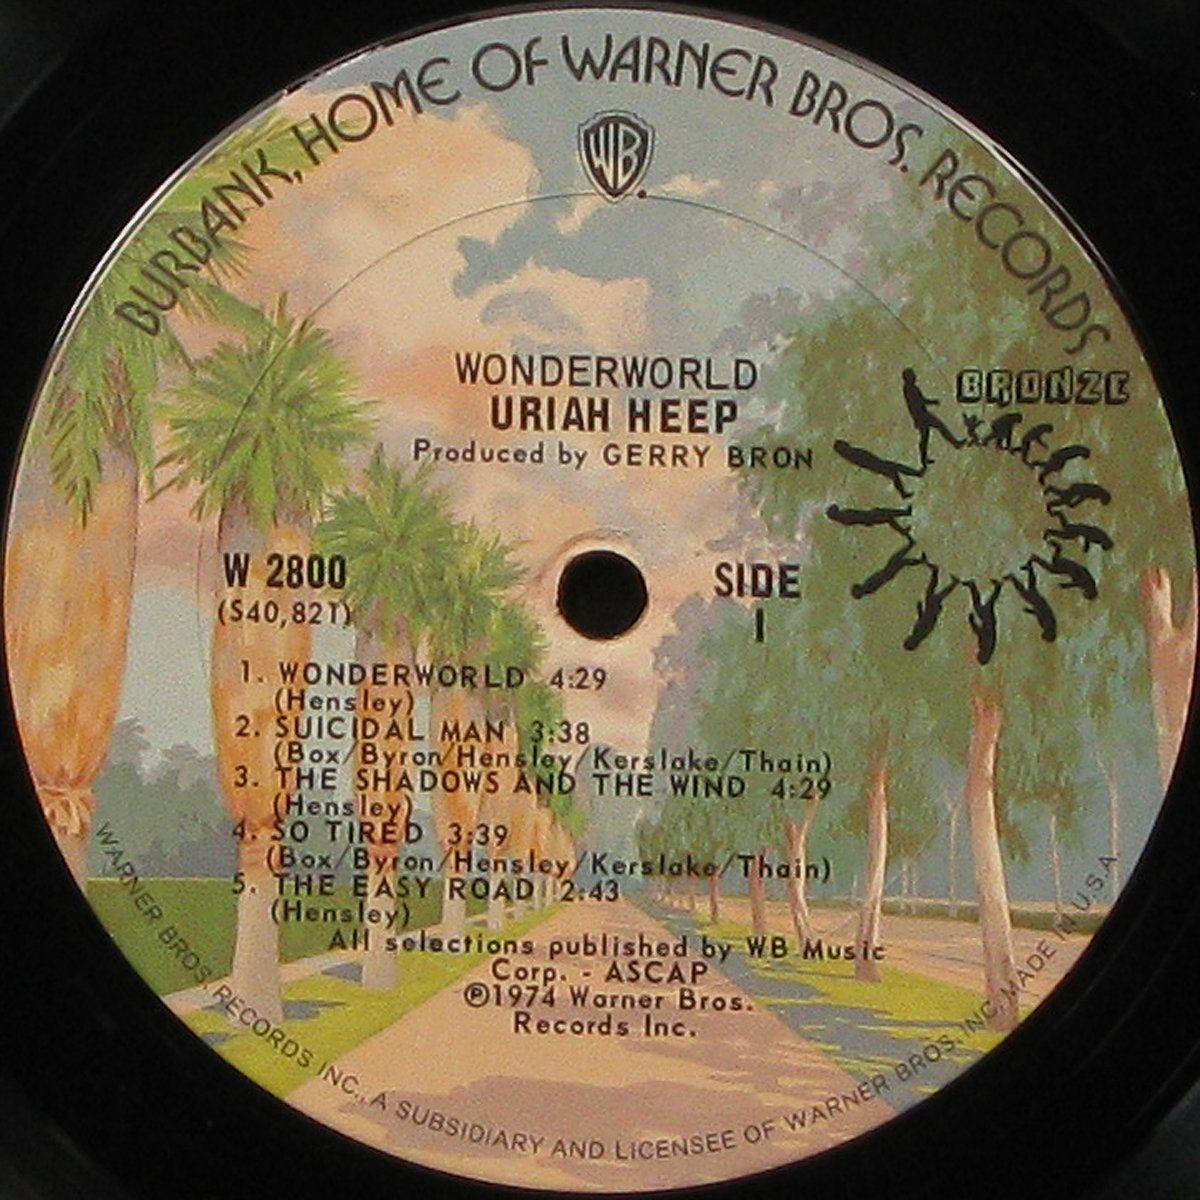 BURBANK, HOME OF WARNER BROS. RECORDS
WB
WONDERWORLD
URIAH HEEP
Produced by GERRY BRON
BRONZE
W 2800
(S40,821)
SIDE
1
1. WONDERWORLD 4:29
(Hensley)
2. SUICIDAL MAN 3:38
(Box/Byron/Hensley/Kerslake/Thain)
3. THE SHADOWS AND THE WIND 4:29
(Hensley)
4. SO TIRED 3:39
(Box/Byron/Hensley/Kerslake/Thain)
5. THE EASY ROAD 2:43
(Hensley)
All selections published by WB Music
Corp. - ASCAP
℗1974 Warner Bros.
Records Inc.
WARNER BROS. RECORDS INC., A SUBSIDIARY AND LICENSEE OF WARNER BROS. INC. MADE IN U.S.A.